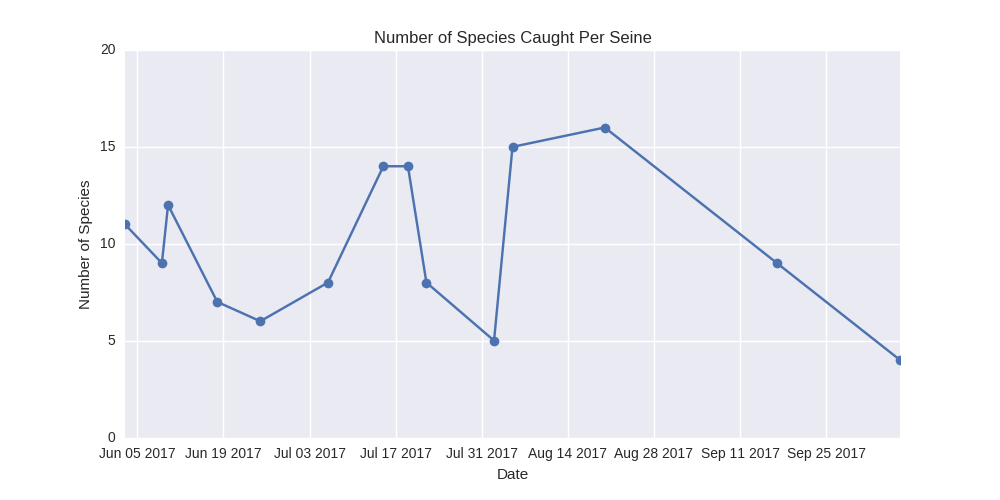 Number of Species Caught Per Seine
20
15
10
5
0
Number of Species
Jun 05 2017 Jun 19 2017 Jul 03 2017 Jul 17 2017 Jul 31 2017 Aug 14 2017 Aug 28 2017 Sep 11 2017 Sep 25 2017
Date